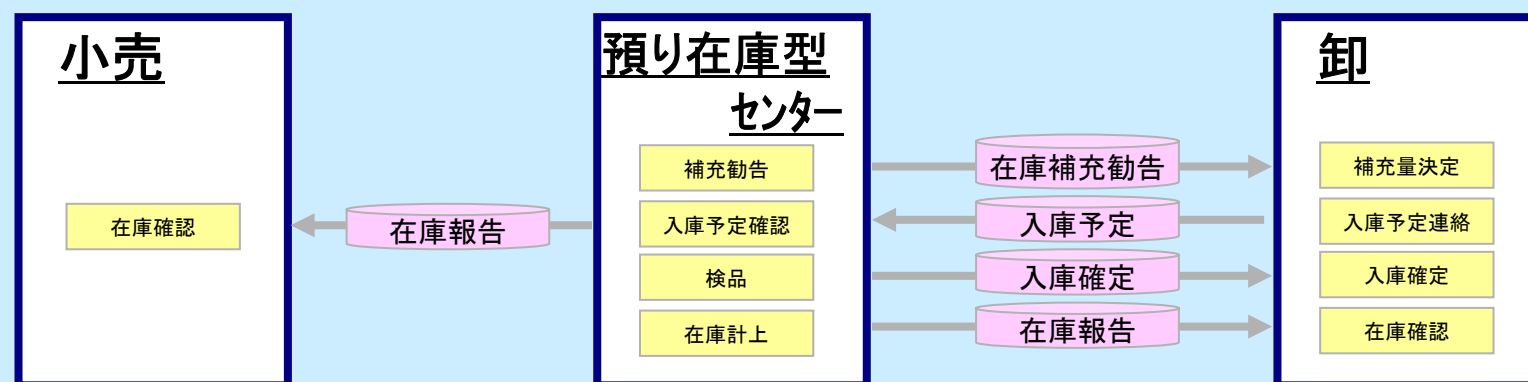 小売
在庫確認
在庫報告
預り在庫型
センター
補充勧告
入庫予定確認
検品
在庫計上
在庫補充勧告
入庫予定
入庫確定
在庫報告
卸
補充量決定
入庫予定連絡
入庫確定
在庫確認